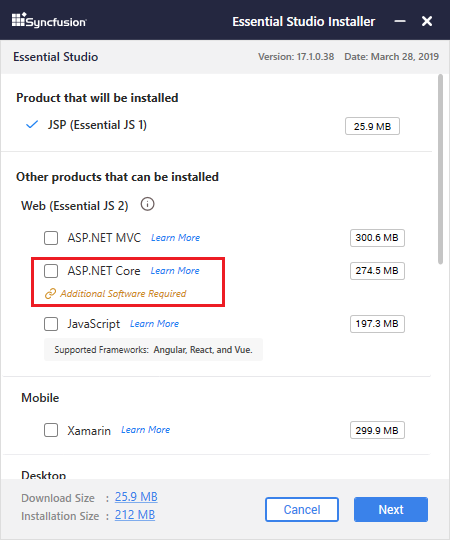 Syncfusion Essential Studio Installer
Essential Studio Version: 17.1.0.38 Date: March 28, 2019
Product that will be installed
JSP (Essential JS 1) 25.9 MB
Other products that can be installed
Web (Essential JS 2)
ASP.NET MVC Learn More 300.6 MB
ASP.NET Core Learn More 274.5 MB
Additional Software Required
JavaScript Learn More 197.3 MB
Supported Frameworks: Angular, React, and Vue.
Mobile
Xamarin Learn More 299.9 MB
Desktop
Download Size : 25.9 MB
Installation Size : 212 MB
Cancel Next